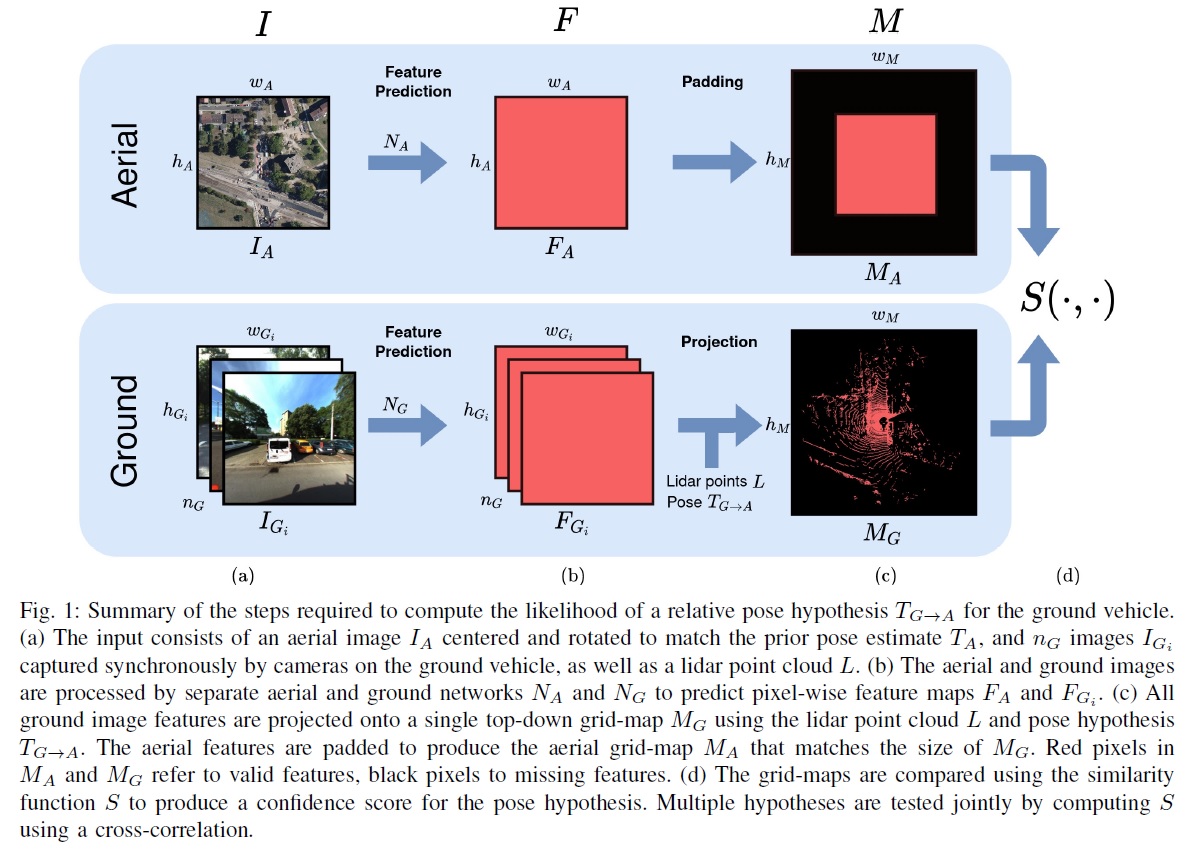 I F M
Aerial
w_A
h_A
I_A
Feature
Prediction
N_A
w_A
h_A
F_A
Padding
w_M
h_M
M_A
S(·, ·)
Ground
w_{G_i}
h_{G_i}
n_G
I_{G_i}
Feature
Prediction
N_G
w_{G_i}
h_{G_i}
n_G
F_{G_i}
Projection
Lidar points L
Pose T_{G→A}
w_M
h_M
M_G
(a) (b) (c) (d)
Fig. 1: Summary of the steps required to compute the likelihood of a relative pose hypothesis T_{G→A} for the ground vehicle.
(a) The input consists of an aerial image I_A centered and rotated to match the prior pose estimate T_A, and n_G images I_{G_i}
captured synchronously by cameras on the ground vehicle, as well as a lidar point cloud L. (b) The aerial and ground images
are processed by separate aerial and ground networks N_A and N_G to predict pixel-wise feature maps F_A and F_{G_i}. (c) All
ground image features are projected onto a single top-down grid-map M_G using the lidar point cloud L and pose hypothesis
T_{G→A}. The aerial features are padded to produce the aerial grid-map M_A that matches the size of M_G. Red pixels in
M_A and M_G refer to valid features, black pixels to missing features. (d) The grid-maps are compared using the similarity
function S to produce a confidence score for the pose hypothesis. Multiple hypotheses are tested jointly by computing S
using a cross-correlation.